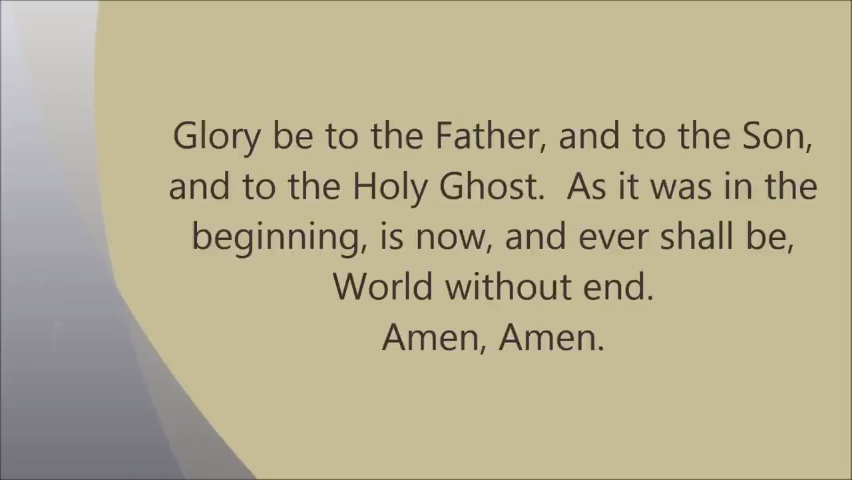 Glory be to the Father, and to the Son,
and to the Holy Ghost.  As it was in the
beginning, is now, and ever shall be,
World without end.
Amen, Amen.